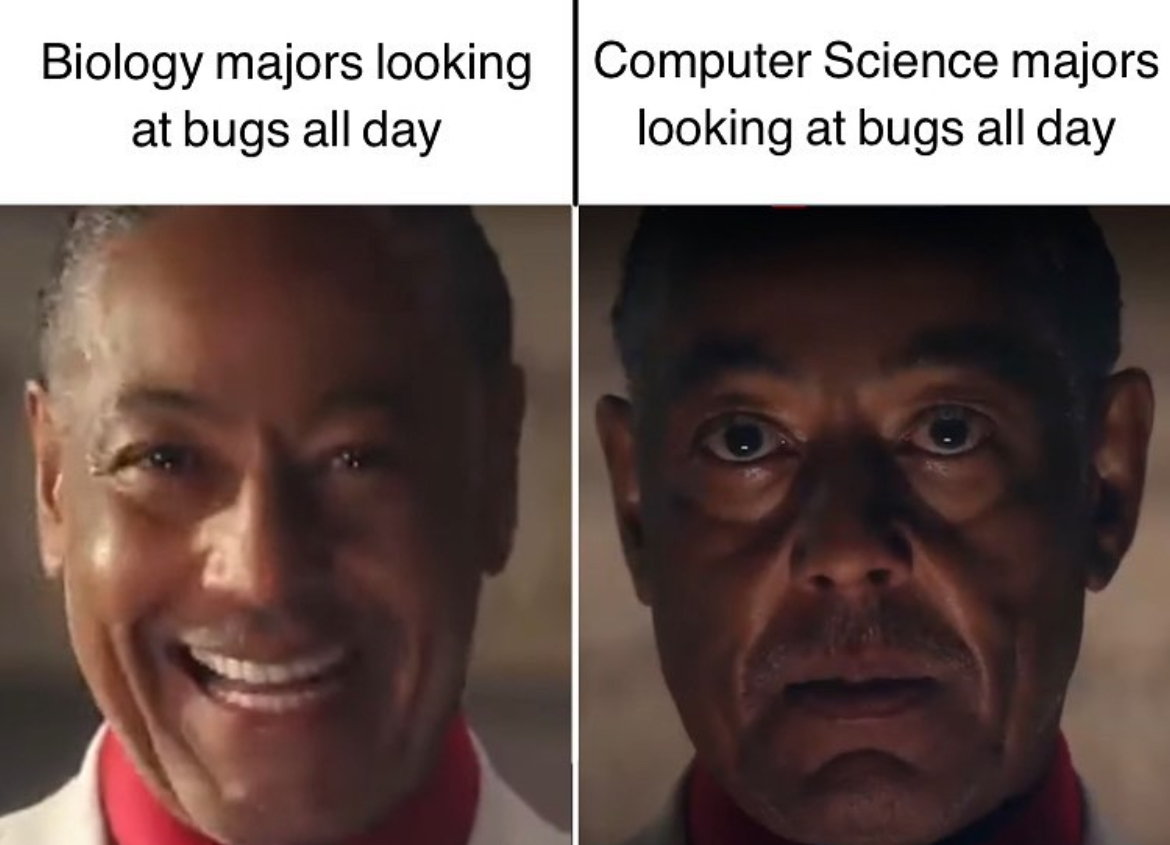 Biology majors looking
at bugs all day
Computer Science majors
looking at bugs all day